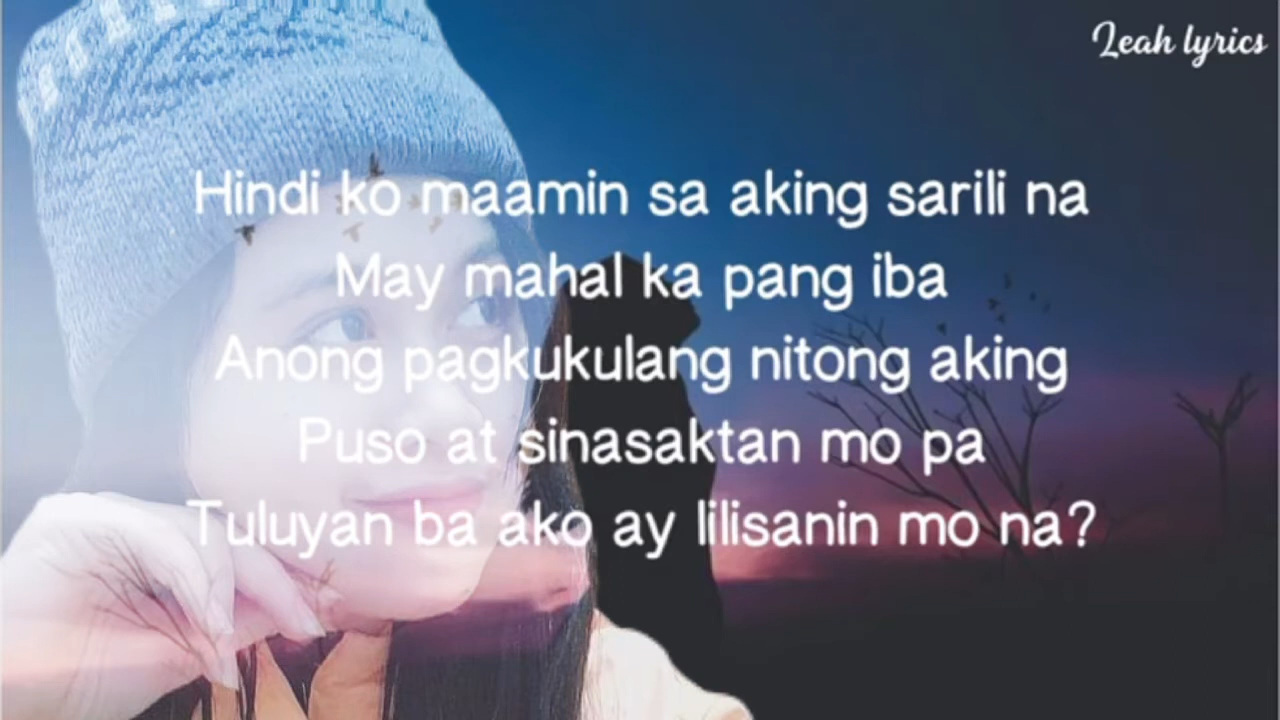 Leah lyrics
Hindi ko maamin sa aking sarili na
May mahal ka pang iba
Anong pagkukulang nitong aking
Puso at sinasaktan mo pa
Tuluyan ba ako ay lilisanin mo na?